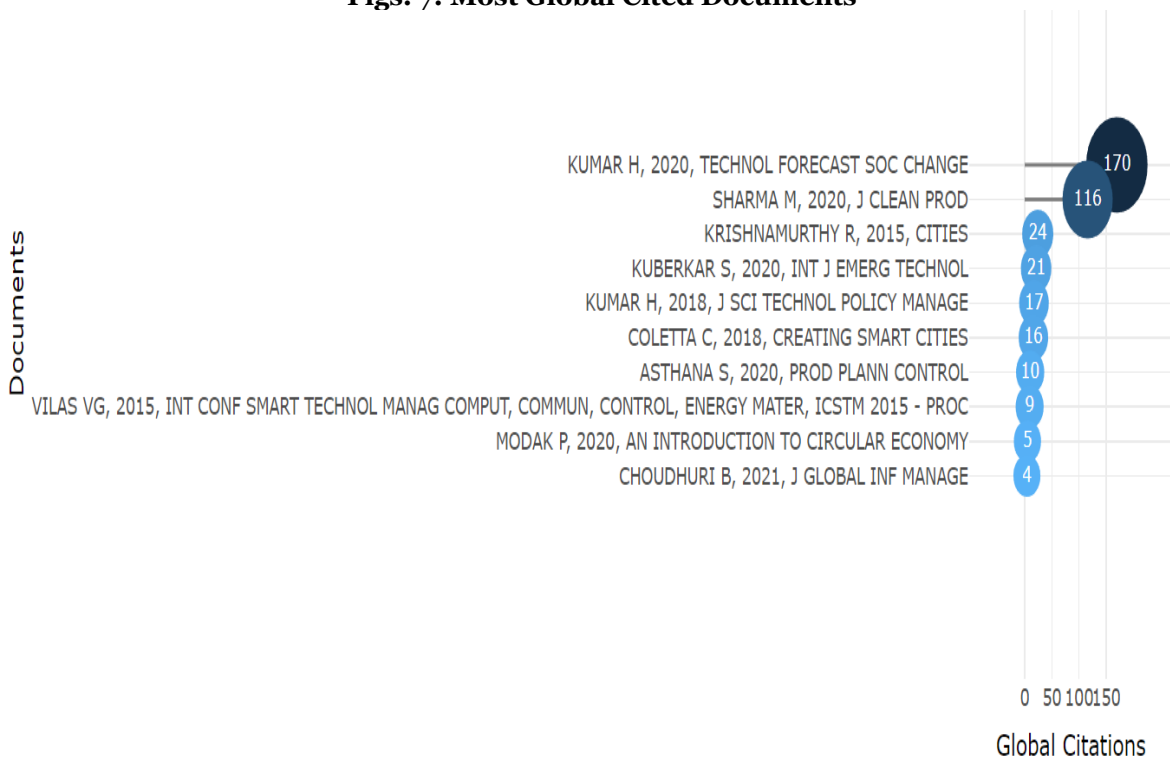 Figs. 7. Most Global Cited Documents
KUMAR H, 2020, TECHNOL FORECAST SOC CHANGE 170
SHARMA M, 2020, J CLEAN PROD 116
KRISHNAMURTHY R, 2015, CITIES 24
KUBERKAR S, 2020, INT J EMERG TECHNOL 21
KUMAR H, 2018, J SCI TECHNOL POLICY MANAGE 17
COLETTA C, 2018, CREATING SMART CITIES 16
ASTHANA S, 2020, PROD PLANN CONTROL 10
VILAS VG, 2015, INT CONF SMART TECHNOL MANAG COMPUT, COMMUN, CONTROL, ENERGY MATER, ICSTM 2015 - PROC 9
MODAK P, 2020, AN INTRODUCTION TO CIRCULAR ECONOMY 5
CHOUDHURI B, 2021, J GLOBAL INF MANAGE 4
Documents
0 50 100 150
Global Citations